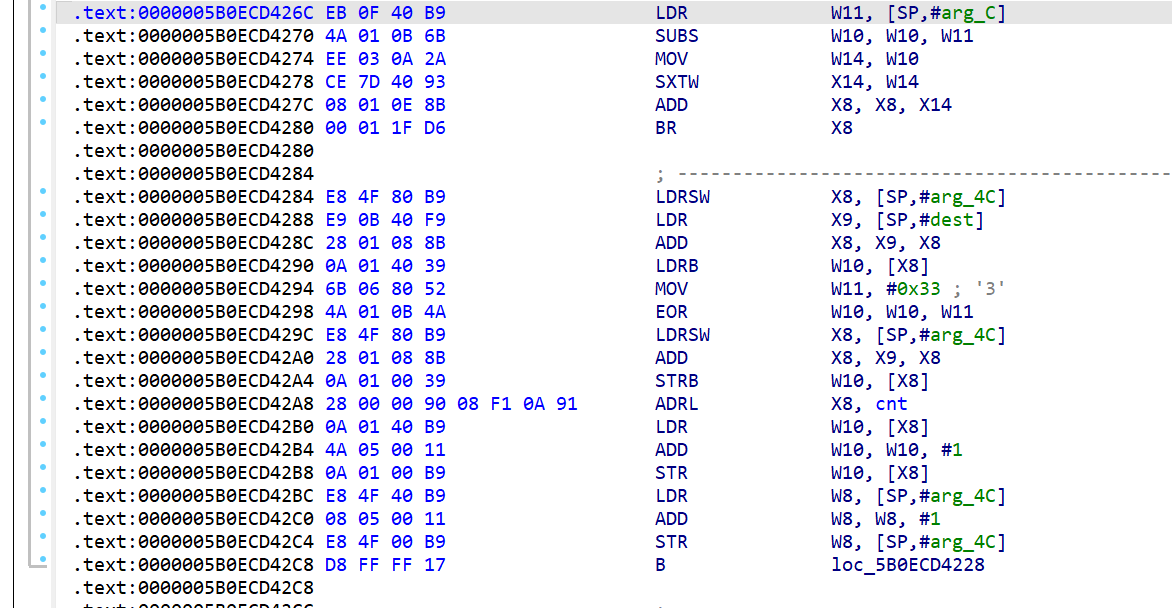 .text:0000005B0ECD426C EB 0F 40 B9 LDR W11, [SP,#arg_C]
.text:0000005B0ECD4270 4A 01 0B 6B SUBS W10, W10, W11
.text:0000005B0ECD4274 EE 03 0A 2A MOV W14, W10
.text:0000005B0ECD4278 CE 7D 40 93 SXTW X14, W14
.text:0000005B0ECD427C 08 01 0E 8B ADD X8, X8, X14
.text:0000005B0ECD4280 00 01 1F D6 BR X8
.text:0000005B0ECD4280
.text:0000005B0ECD4284 ; ---------------------------------------------
.text:0000005B0ECD4284 E8 4F 80 B9 LDRSW X8, [SP,#arg_4C]
.text:0000005B0ECD4288 E9 0B 40 F9 LDR X9, [SP,#dest]
.text:0000005B0ECD428C 28 01 08 8B ADD X8, X9, X8
.text:0000005B0ECD4290 0A 01 40 39 LDRB W10, [X8]
.text:0000005B0ECD4294 6B 06 80 52 MOV W11, #0x33 ; '3'
.text:0000005B0ECD4298 4A 01 0B 4A EOR W10, W10, W11
.text:0000005B0ECD429C E8 4F 80 B9 LDRSW X8, [SP,#arg_4C]
.text:0000005B0ECD42A0 28 01 08 8B ADD X8, X9, X8
.text:0000005B0ECD42A4 0A 01 00 39 STRB W10, [X8]
.text:0000005B0ECD42A8 28 00 00 90 08 F1 0A 91 ADRL X8, cnt
.text:0000005B0ECD42B0 0A 01 40 B9 LDR W10, [X8]
.text:0000005B0ECD42B4 4A 05 00 11 ADD W10, W10, #1
.text:0000005B0ECD42B8 0A 01 00 B9 STR W10, [X8]
.text:0000005B0ECD42BC E8 4F 40 B9 LDR W8, [SP,#arg_4C]
.text:0000005B0ECD42C0 08 05 00 11 ADD W8, W8, #1
.text:0000005B0ECD42C4 E8 4F 00 B9 STR W8, [SP,#arg_4C]
.text:0000005B0ECD42C8 D8 FF FF 17 B loc_5B0ECD4228
.text:0000005B0ECD42C8